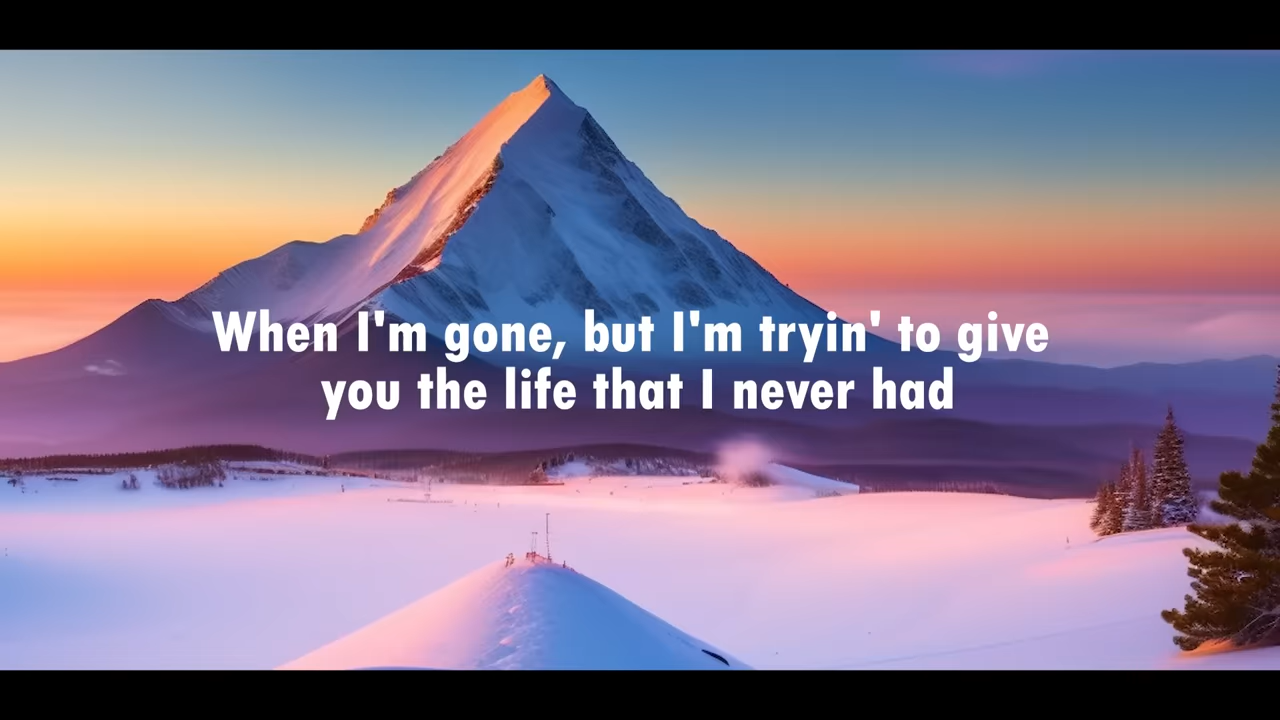 When I'm gone, but I'm tryin' to give
you the life that I never had